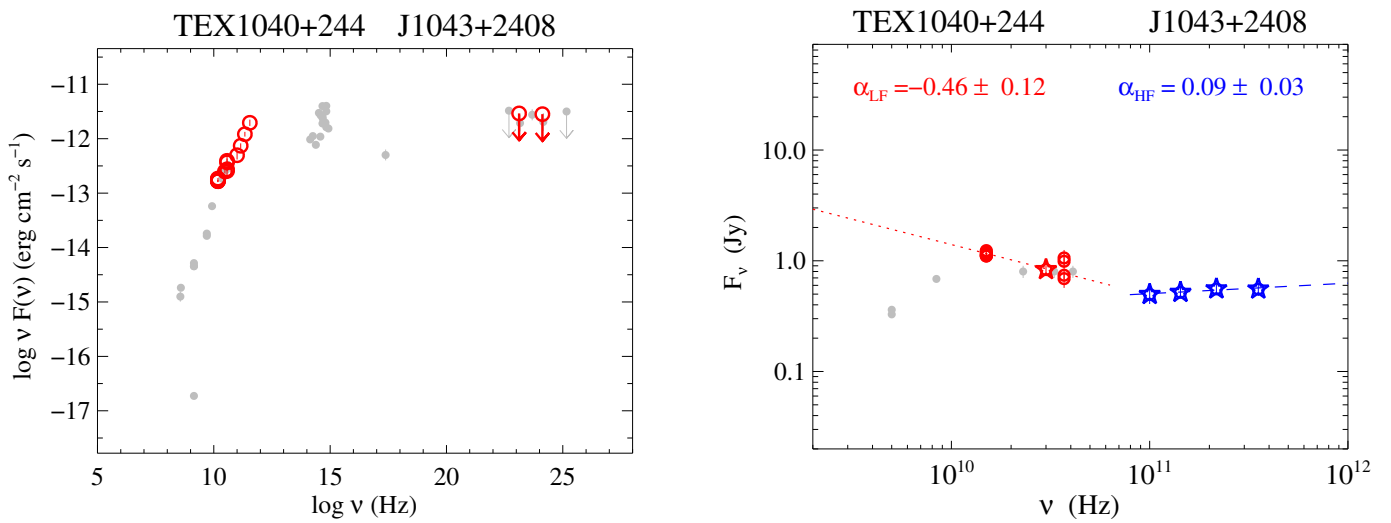 TEX1040+244 J1043+2408
log ν F(ν) (erg cm⁻² s⁻¹)
−11
−12
−13
−14
−15
−16
−17
5 10 15 20 25
log ν (Hz)
TEX1040+244 J1043+2408
α_LF =−0.46 ± 0.12 α_HF = 0.09 ± 0.03
F_ν (Jy)
10.0
1.0
0.1
10¹⁰ 10¹¹ 10¹²
ν (Hz)